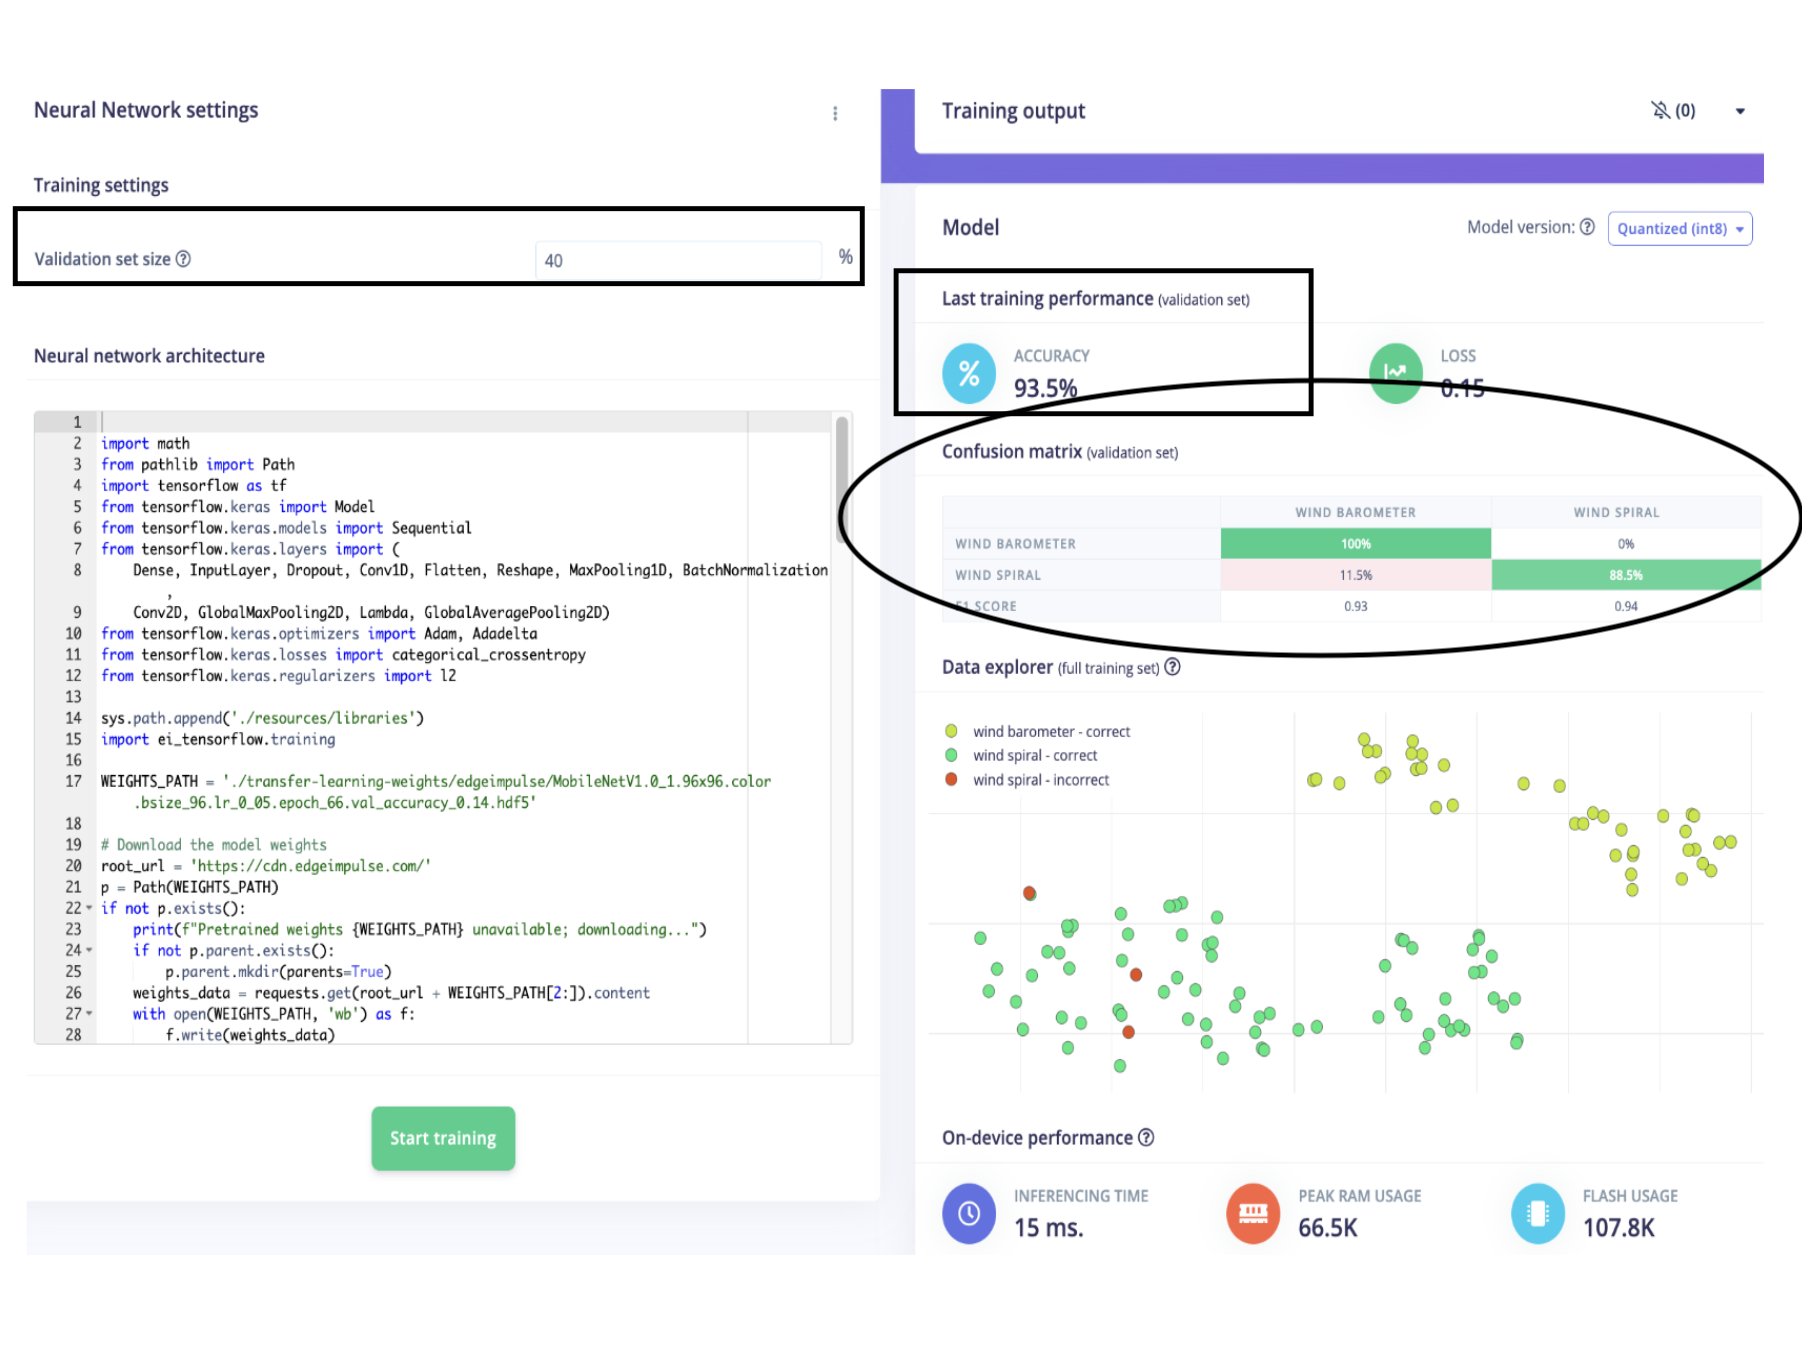 Neural Network settings
Training settings
Validation set size ?
40
%
Neural network architecture
1
2 import math
3 from pathlib import Path
4 import tensorflow as tf
5 from tensorflow.keras import Model
6 from tensorflow.keras.models import Sequential
7 from tensorflow.keras.layers import (
8 Dense, InputLayer, Dropout, Conv1D, Flatten, Reshape, MaxPooling1D, BatchNormalization
,
9 Conv2D, GlobalMaxPooling2D, Lambda, GlobalAveragePooling2D)
10 from tensorflow.keras.optimizers import Adam, Adadelta
11 from tensorflow.keras.losses import categorical_crossentropy
12 from tensorflow.keras.regularizers import l2
13
14 sys.path.append('./resources/libraries')
15 import ei_tensorflow.training
16
17 WEIGHTS_PATH = './transfer-learning-weights/edgeimpulse/MobileNetV1.0_1.96x96.color
.bsize_96.lr_0_05.epoch_66.val_accuracy_0.14.hdf5'
18
19 # Download the model weights
20 root_url = 'https://cdn.edgeimpulse.com/'
21 p = Path(WEIGHTS_PATH)
22 if not p.exists():
23 print(f"Pretrained weights {WEIGHTS_PATH} unavailable; downloading...")
24 if not p.parent.exists():
25 p.parent.mkdir(parents=True)
26 weights_data = requests.get(root_url + WEIGHTS_PATH[2:]).content
27 with open(WEIGHTS_PATH, 'wb') as f:
28 f.write(weights_data)
Start training
Training output
(0)
Model
Model version: ? Quantized (int8)
Last training performance (validation set)
% ACCURACY
93.5%
LOSS
0.15
Confusion matrix (validation set)
WIND BAROMETER WIND SPIRAL
WIND BAROMETER 100% 0%
WIND SPIRAL 11.5% 88.5%
F1 SCORE 0.93 0.94
Data explorer (full training set) ?
wind barometer - correct
wind spiral - correct
wind spiral - incorrect
On-device performance ?
INFERENCING TIME
15 ms.
PEAK RAM USAGE
66.5K
FLASH USAGE
107.8K